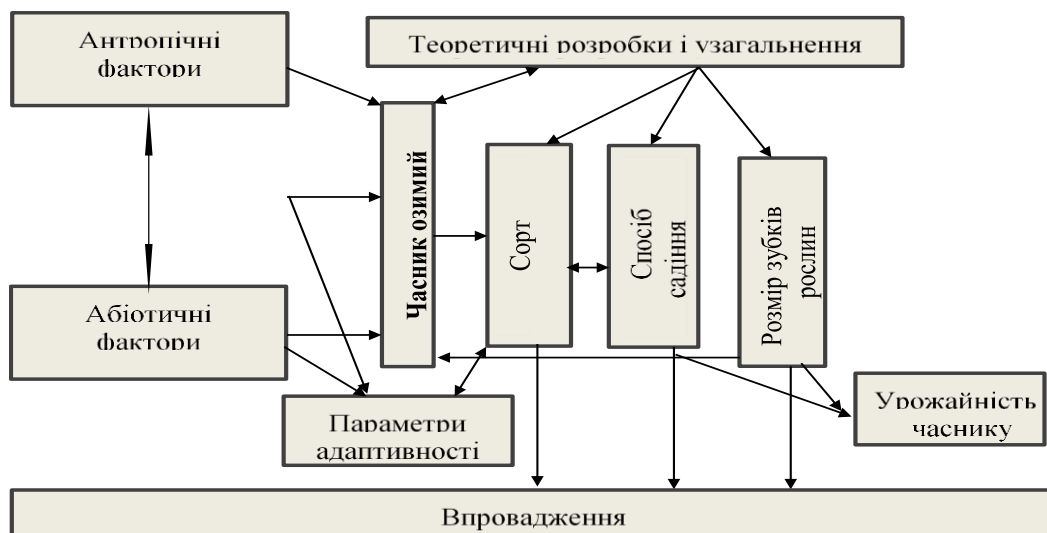 Антропічні
фактори
Теоретичні розробки і узагальнення
Часник озимий
Сорт
Спосіб
садіння
Розмір зубків
рослин
Абіотичні
фактори
Параметри
адаптивності
Урожайність
часнику
Впровадження